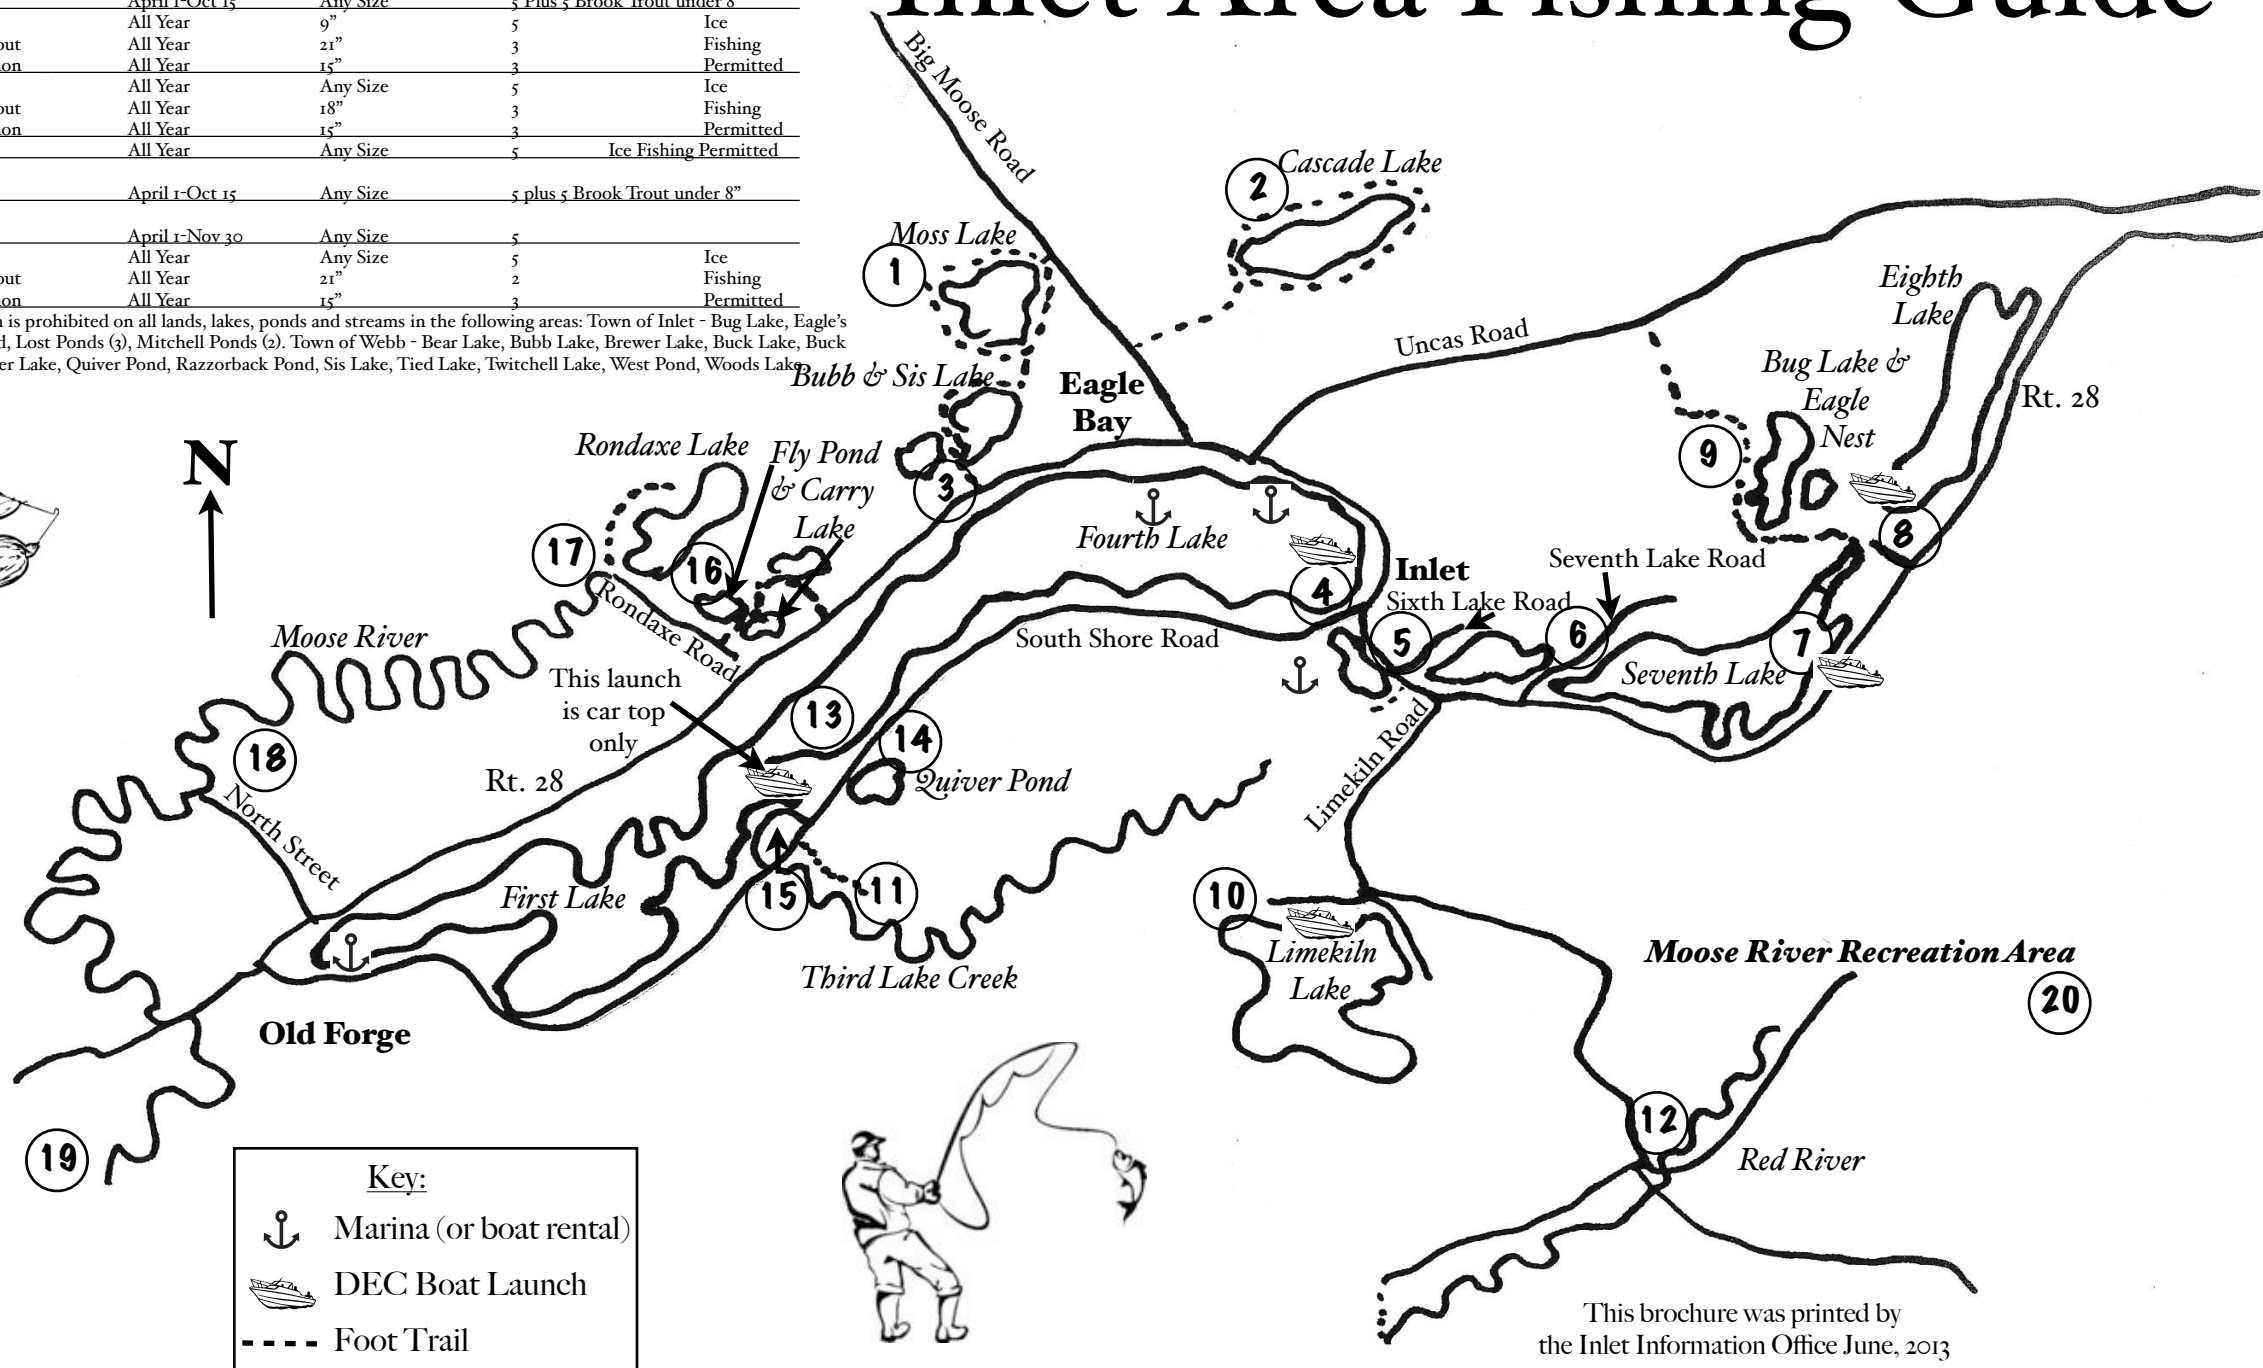 Inlet Area Fishing Guide
April 1-Oct 15 Any Size 5 Plus 5 Brook Trout under 8"
All Year 9” 5 Ice
out All Year 21” 3 Fishing
on All Year 15” 3 Permitted
All Year Any Size 5 Ice
out All Year 18” 3 Fishing
on All Year 15” 3 Permitted
All Year Any Size 5 Ice Fishing Permitted
April 1-Oct 15 Any Size 5 plus 5 Brook Trout under 8”
April 1-Nov 30 Any Size 5
All Year Any Size 5 Ice
out All Year 21” 2 Fishing
on All Year 15” 3 Permitted
is prohibited on all lands, lakes, ponds and streams in the following areas: Town of Inlet - Bug Lake, Eagle’s
d, Lost Ponds (3), Mitchell Ponds (2). Town of Webb - Bear Lake, Bubb Lake, Brewer Lake, Buck Lake, Buck
er Lake, Quiver Pond, Razzorback Pond, Sis Lake, Tied Lake, Twitchell Lake, West Pond, Woods Lake
Big Moose Road
2
Cascade Lake
Moss Lake
1
Uncas Road
Eighth
Lake
Bug Lake &
Eagle
Nest
Rt. 28
Bubb & Sis Lake
Eagle
Bay
N
Rondaxe Lake
Fly Pond
& Carry
Lake
3
9
8
17
16
Fourth Lake
4
Inlet
Seventh Lake Road
Sixth Lake Road
5
6
7
Rondaxe Road
Moose River
South Shore Road
Seventh Lake
This launch
is car top
only
13
14
Quiver Pond
18
Rt. 28
Limekiln Road
North Street
First Lake
15
11
10
Third Lake Creek
Limekiln
Lake
Moose River Recreation Area
20
Old Forge
12
Red River
19
Key:
Marina (or boat rental)
DEC Boat Launch
Foot Trail
This brochure was printed by
the Inlet Information Office June, 2013